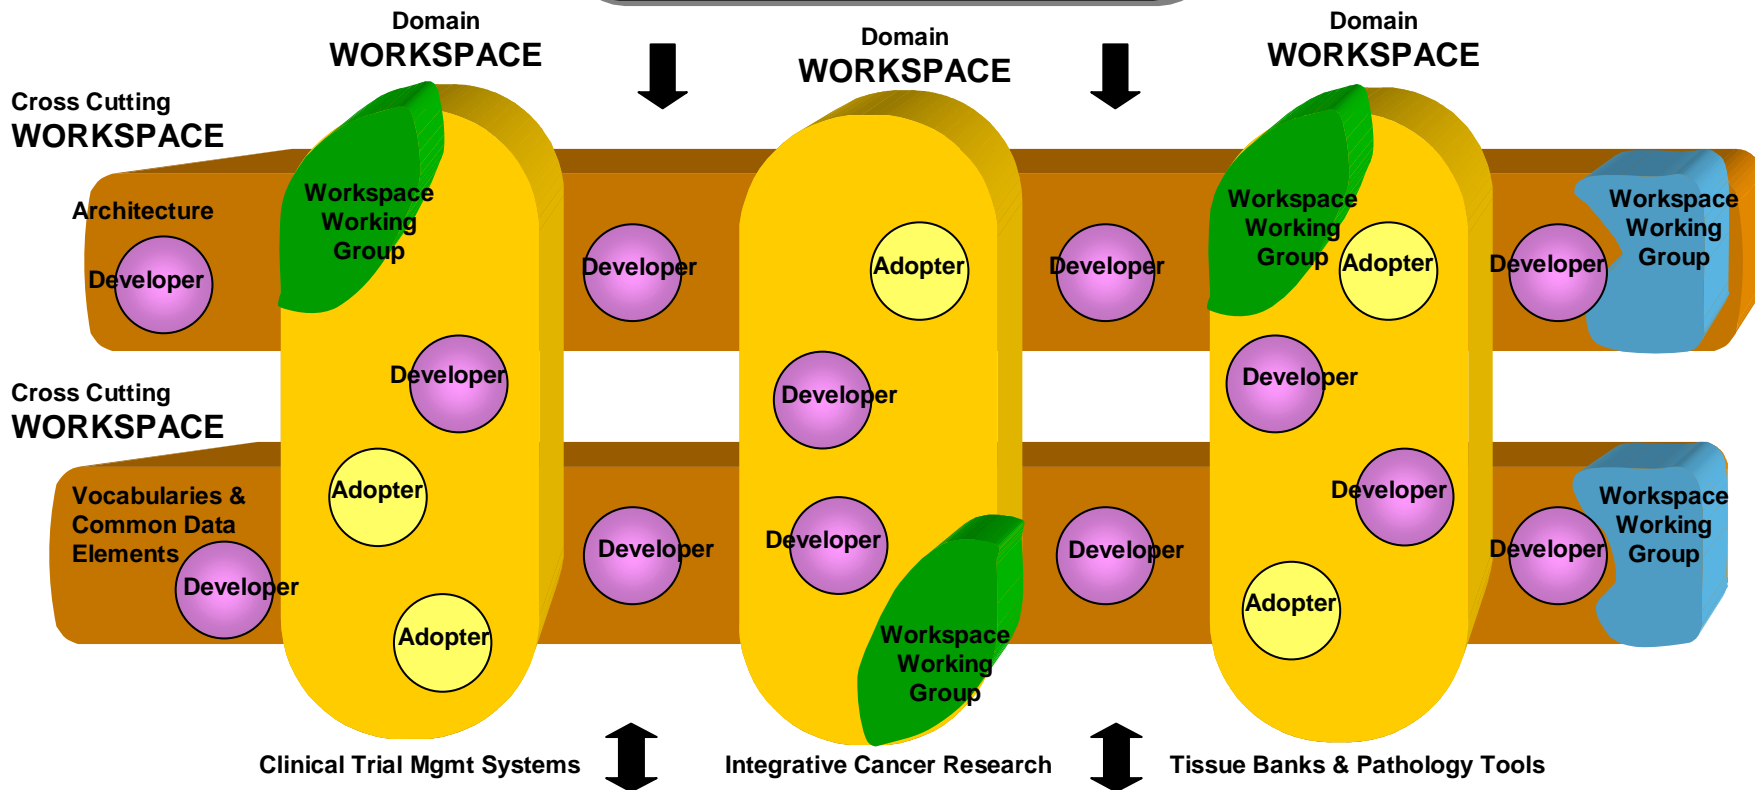 Domain
WORKSPACE
Domain
WORKSPACE
Domain
WORKSPACE
Cross Cutting
WORKSPACE
Architecture
Developer
Workspace
Working
Group
Developer
Adopter
Developer
Workspace
Working
Group
Adopter
Developer
Workspace
Working
Group
Developer
Developer
Developer
Cross Cutting
WORKSPACE
Vocabularies &
Common Data
Elements
Developer
Adopter
Adopter
Developer
Developer
Workspace
Working
Group
Developer
Developer
Adopter
Developer
Workspace
Working
Group
Clinical Trial Mgmt Systems
Integrative Cancer Research
Tissue Banks & Pathology Tools